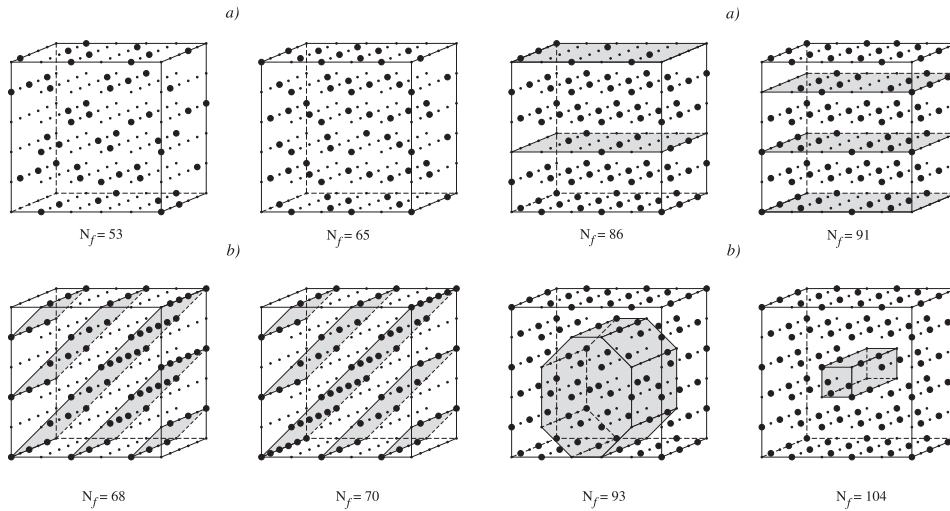 a) a)
N_f = 53 N_f = 65 N_f = 86 N_f = 91
b) b)
N_f = 68 N_f = 70 N_f = 93 N_f = 104